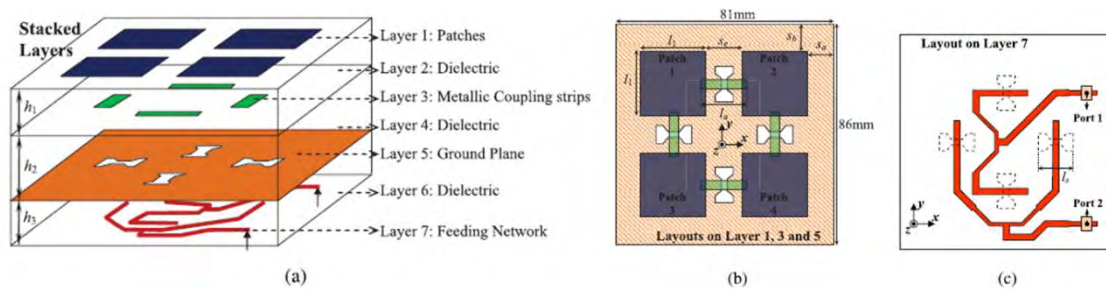 Stacked
Layers
Layer 1: Patches
Layer 2: Dielectric
Layer 3: Metallic Coupling strips
Layer 4: Dielectric
Layer 5: Ground Plane
Layer 6: Dielectric
Layer 7: Feeding Network
h1
h2
h3
(a)
81mm
l1 se sb
sa
l1
Patch
1
Patch
2
la
y
z x
86mm
Patch
3
Patch
4
Layouts on Layer 1, 3 and 5
(b)
Layout on Layer 7
Port 1
ls
Port 2
y
z x
(c)